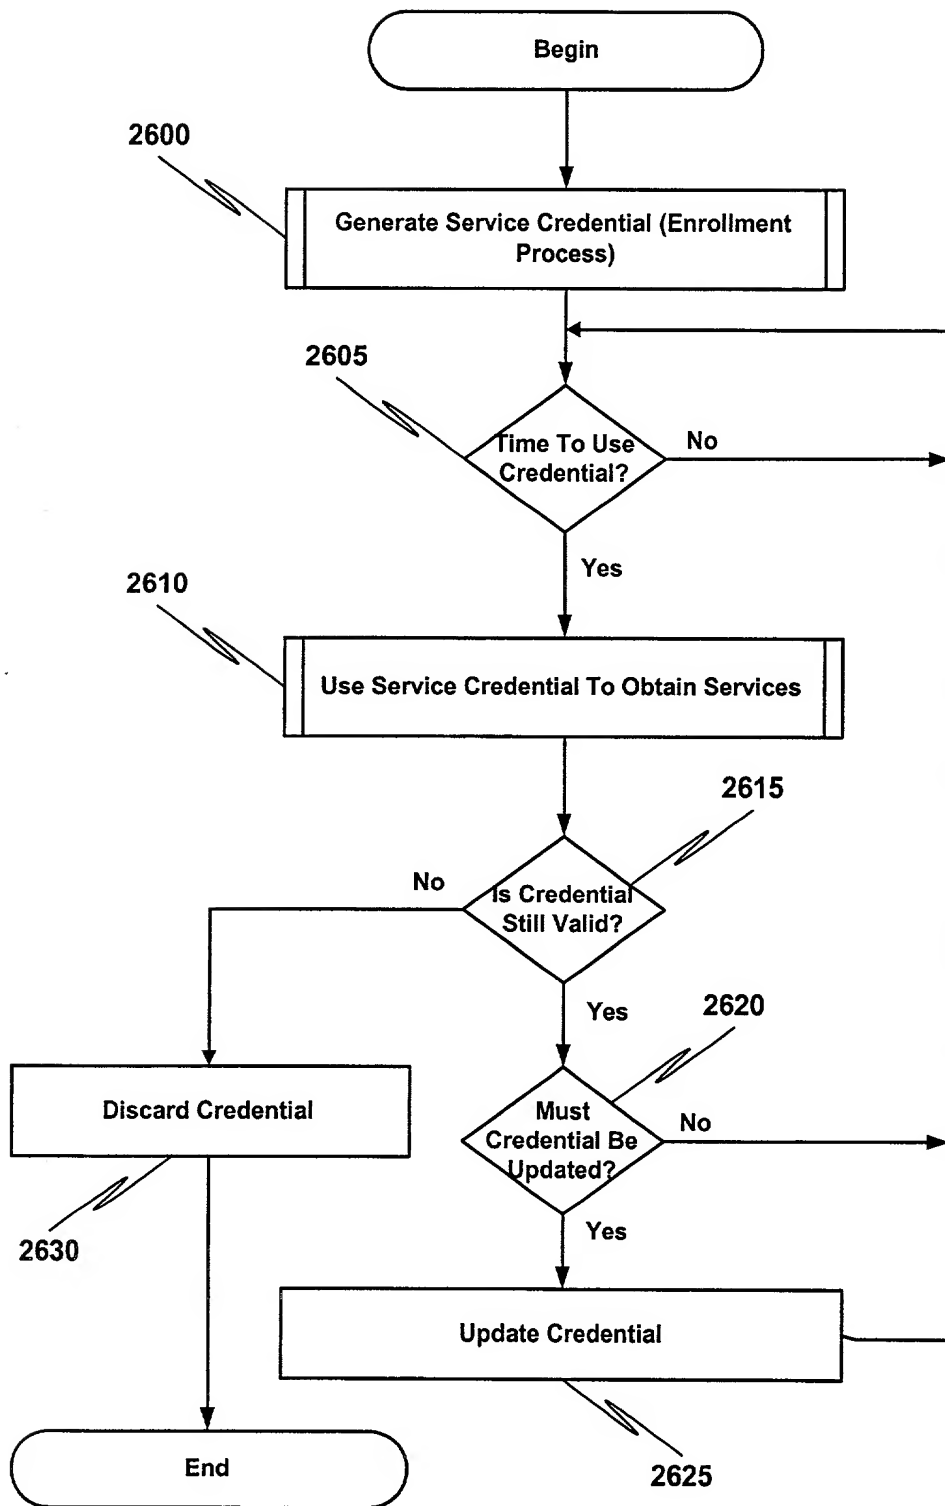 Begin
2600
Generate Service Credential (Enrollment
Process)
2605
Time To Use
Credential?
No
Yes
2610
Use Service Credential To Obtain Services
2615
No
Is Credential
Still Valid?
Yes
2620
Must
Credential Be
Updated?
No
Discard Credential
2630
Yes
Update Credential
End
2625